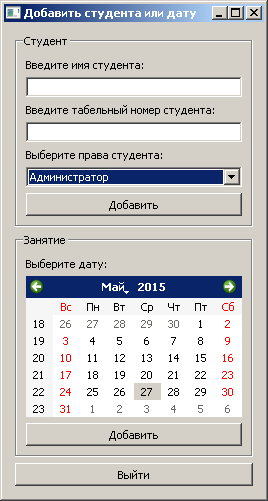 Добавить студента или дату
Студент
Введите имя студента:
Введите табельный номер студента:
Выберите права студента:
Администратор
Добавить
Занятие
Выберите дату:
Май, 2015
Вс Пн Вт Ср Чт Пт Сб
18 26 27 28 29 30 1 2
19 3 4 5 6 7 8 9
20 10 11 12 13 14 15 16
21 17 18 19 20 21 22 23
22 24 25 26 27 28 29 30
23 31 1 2 3 4 5 6
Добавить
Выйти